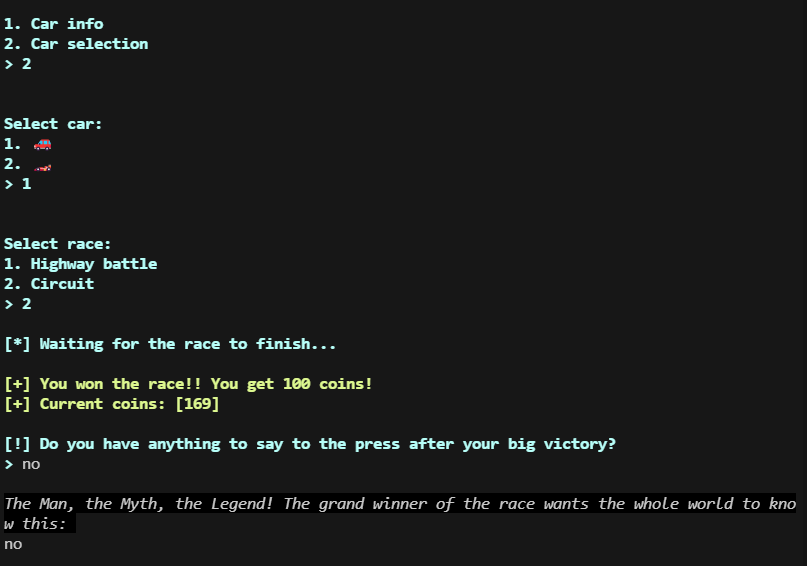 1. Car info
2. Car selection
> 2
Select car:
1. 🚗
2. 🏎️
> 1
Select race:
1. Highway battle
2. Circuit
> 2
[*] Waiting for the race to finish...
[+] You won the race!! You get 100 coins!
[+] Current coins: [169]
[!] Do you have anything to say to the press after your big victory?
> no
The Man, the Myth, the Legend! The grand winner of the race wants the whole world to kno
w this:
no